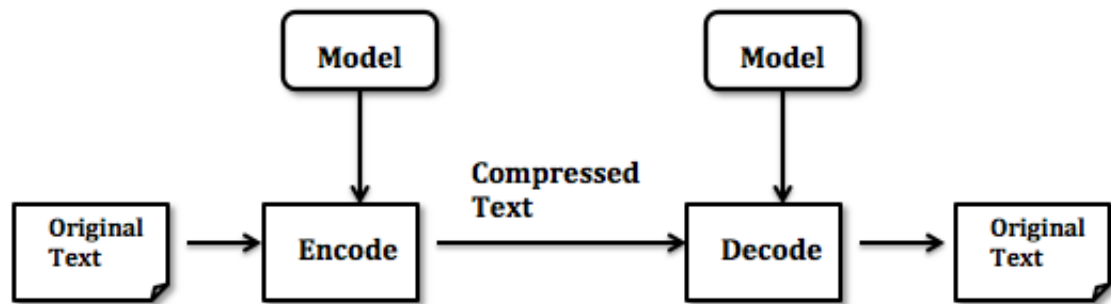 Model
Model
Compressed
Text
Original
Text
Encode
Decode
Original
Text